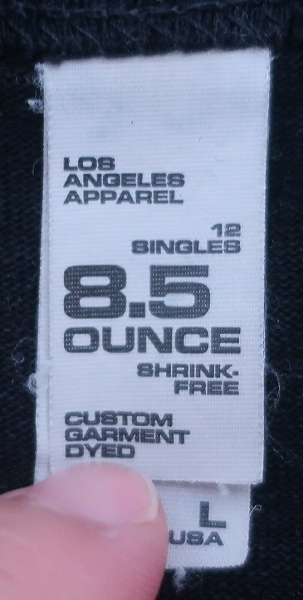 LOS
ANGELES
APPAREL
12
SINGLES
8.5
OUNCE
SHRINK-
FREE
CUSTOM
GARMENT
DYED
L
USA